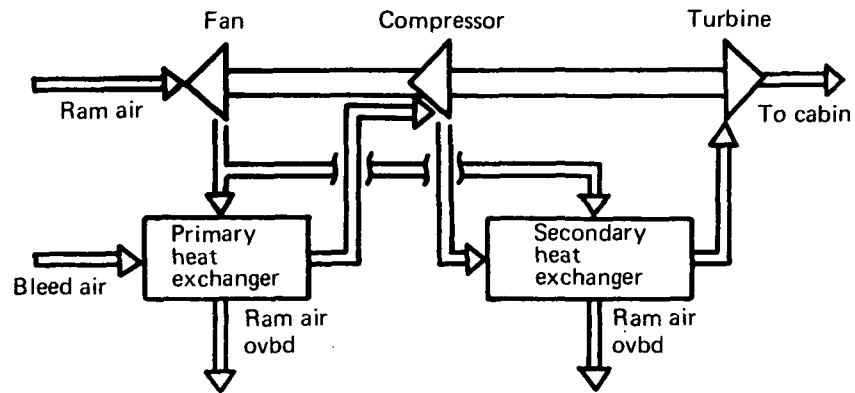 Fan
Compressor
Turbine
Ram air
To cabin
Bleed air
Primary
heat
exchanger
Secondary
heat
exchanger
Ram air
ovbd
Ram air
ovbd